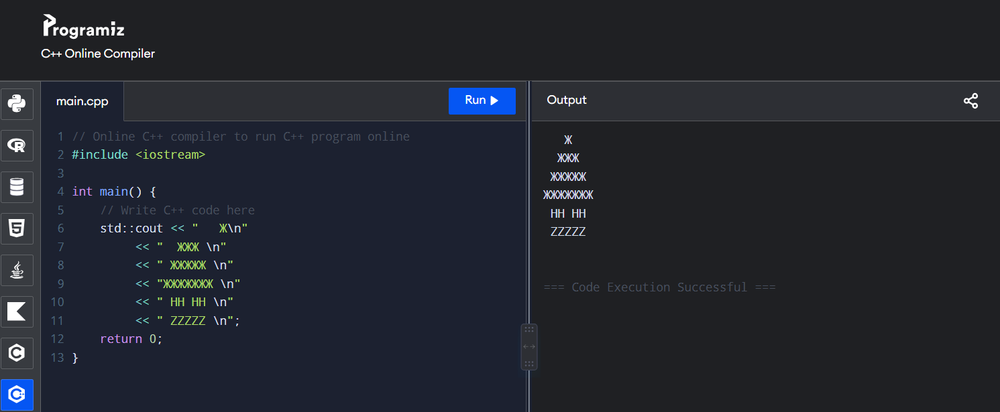 Programiz
C++ Online Compiler
main.cpp
Run
Output
1 // Online C++ compiler to run C++ program online
2 #include <iostream>
3
4 int main() {
5     // Write C++ code here
6     std::cout << "   Ж\n"
7          << "  ЖЖЖ \n"
8          << " ЖЖЖЖЖ \n"
9          << "ЖЖЖЖЖЖЖ \n"
10          << " HH HH \n"
11          << " ZZZZZ \n";
12     return 0;
13 }
   Ж
  ЖЖЖ
 ЖЖЖЖЖ
ЖЖЖЖЖЖЖ
 HH HH
 ZZZZZ
=== Code Execution Successful ===